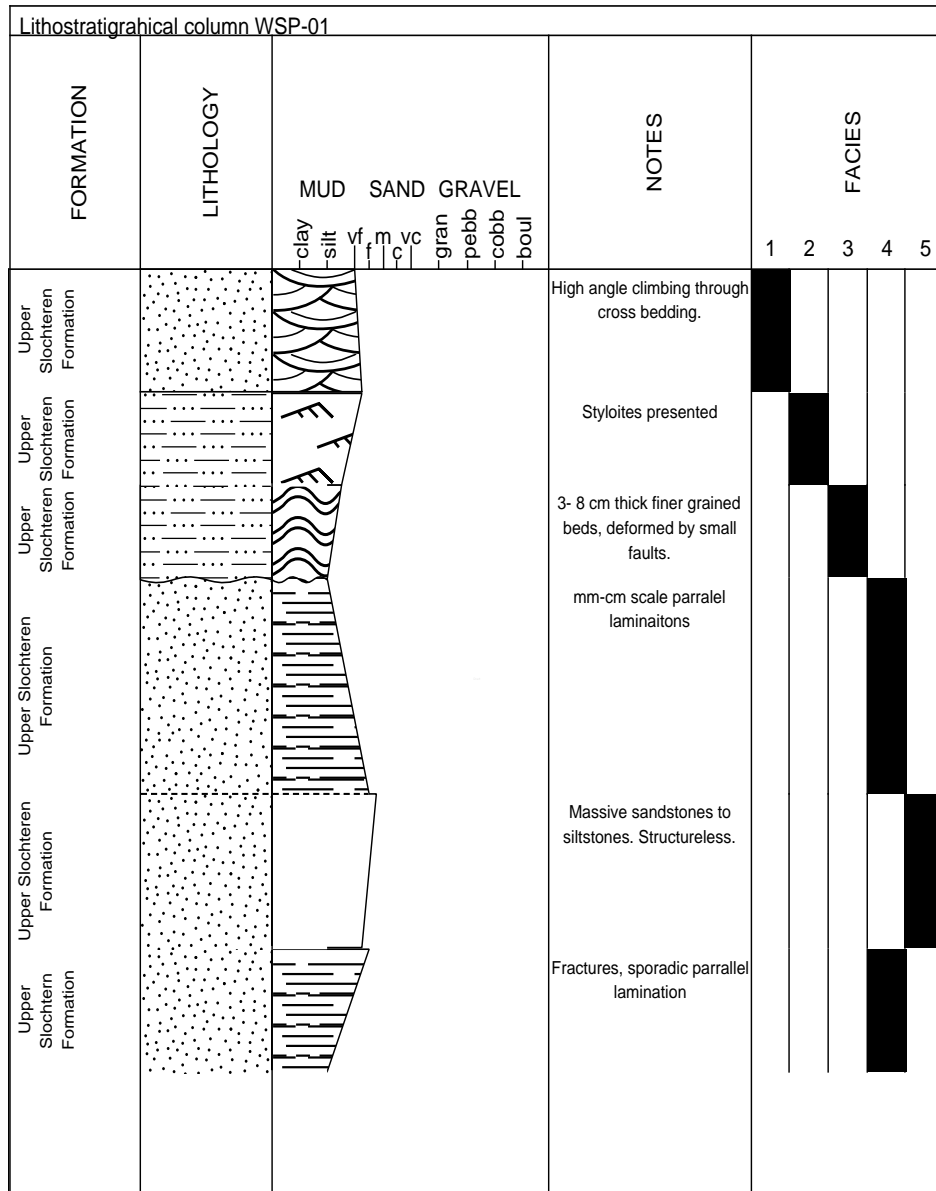 Lithostratigrahical column WSP-01
FORMATION
LITHOLOGY
MUD SAND GRAVEL
clay
silt
vf
f
m
c
vc
gran
pebb
cobb
boul
NOTES
FACIES
1 2 3 4 5
Upper
Slochteren
Formation
High angle climbing through
cross bedding.
Upper
Slochteren
Formation
Styloites presented
Upper
Slochteren
Formation
3- 8 cm thick finer grained
beds, deformed by small
faults.
Upper Slochteren
Formation
mm-cm scale parralel
laminaitons
Upper Slochteren
Formation
Massive sandstones to
siltstones. Structureless.
Upper
Slochtern
Formation
Fractures, sporadic parrallel
lamination